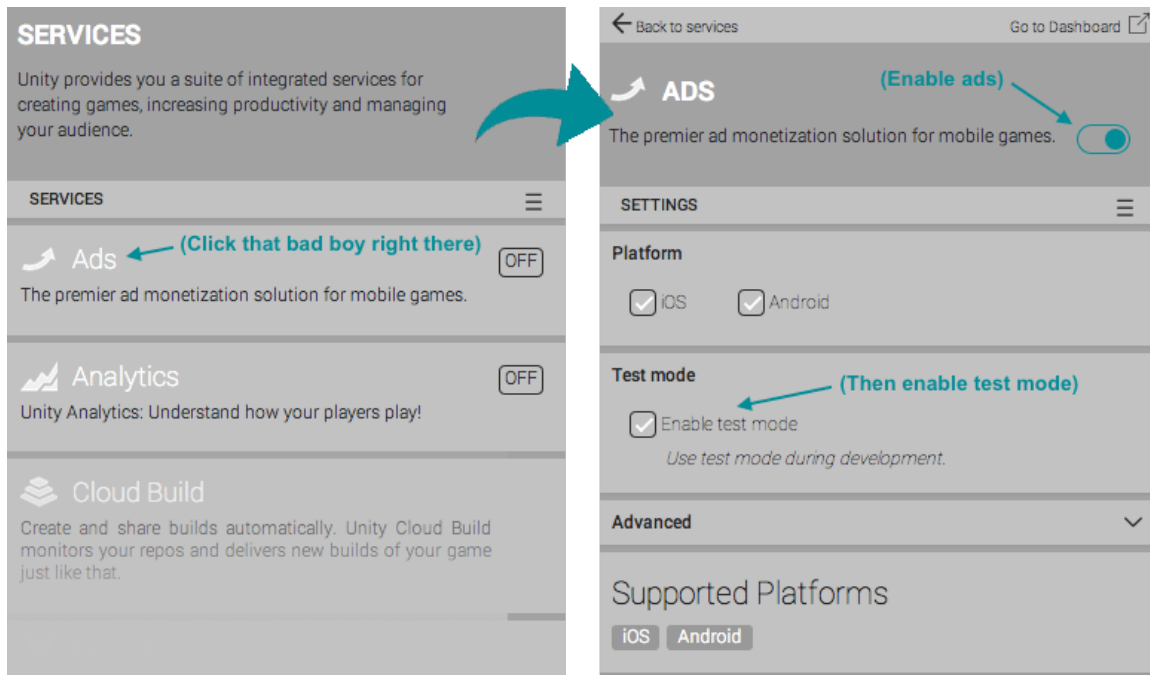 SERVICES
Unity provides you a suite of integrated services for
creating games, increasing productivity and managing
your audience.
SERVICES
Ads
(Click that bad boy right there)
OFF
The premier ad monetization solution for mobile games.
Analytics
OFF
Unity Analytics: Understand how your players play!
Cloud Build
Create and share builds automatically. Unity Cloud Build
monitors your repos and delivers new builds of your game
just like that.
Back to services
Go to Dashboard
ADS
(Enable ads)
The premier ad monetization solution for mobile games.
SETTINGS
Platform
iOS
Android
Test mode
(Then enable test mode)
Enable test mode
Use test mode during development.
Advanced
Supported Platforms
iOS
Android